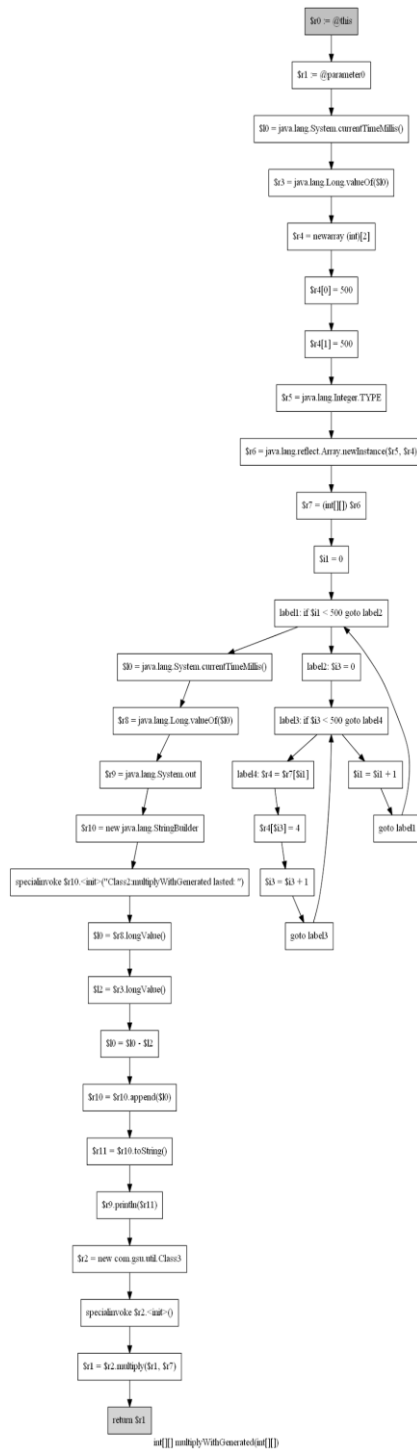 $r0 := @this
$r1 := @parameter0
$l0 = java.lang.System.currentTimeMillis()
$r3 = java.lang.Long.valueOf($l0)
$r4 = newarray (int)[2]
$r4[0] = 500
$r4[1] = 500
$r5 = java.lang.Integer.TYPE
$r6 = java.lang.reflect.Array.newInstance($r5, $r4)
$r7 = (int[][]) $r6
$i1 = 0
label1: if $i1 < 500 goto label2
$l0 = java.lang.System.currentTimeMillis()
label2: $i3 = 0
$r8 = java.lang.Long.valueOf($l0)
label3: if $i3 < 500 goto label4
$r9 = java.lang.System.out
label4: $r4 = $r7[$i1]
$i1 = $i1 + 1
$r10 = new java.lang.StringBuilder
$r4[$i3] = 4
goto label1
specialinvoke $r10.<init>("Class2:multiplyWithGenerated lasted: ")
$i3 = $i3 + 1
$l0 = $r8.longValue()
goto label3
$l2 = $r3.longValue()
$l0 = $l0 - $l2
$r10 = $r10.append($l0)
$r11 = $r10.toString()
$r9.println($r11)
$r2 = new com.gsu.util.Class3
specialinvoke $r2.<init>()
$r1 = $r2.multiply($r1, $r7)
return $r1
int[][] multiplyWithGenerated(int[][])